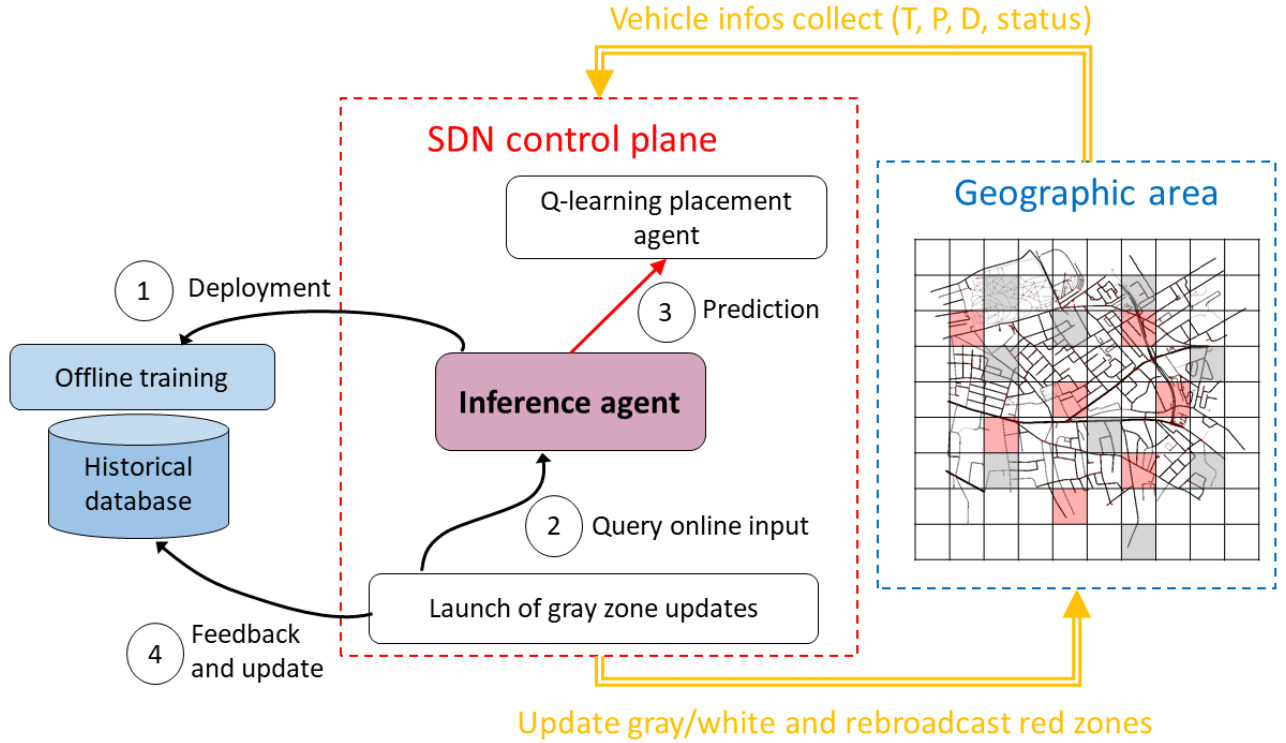 Vehicle infos collect (T, P, D, status)
SDN control plane
Geographic area
Q-learning placement
agent
1
Deployment
3
Prediction
Offline training
Inference agent
Historical
database
2
Query online input
Launch of gray zone updates
4
Feedback
and update
Update gray/white and rebroadcast red zones